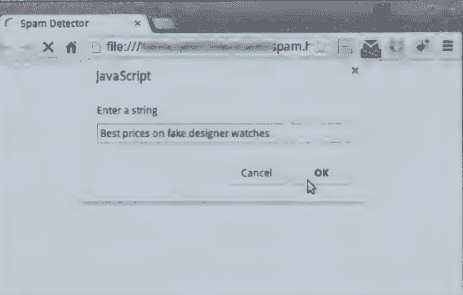 Spam Detector
file:/// spam.h
JavaScript
Enter a string
Best prices on fake designer watches
Cancel OK